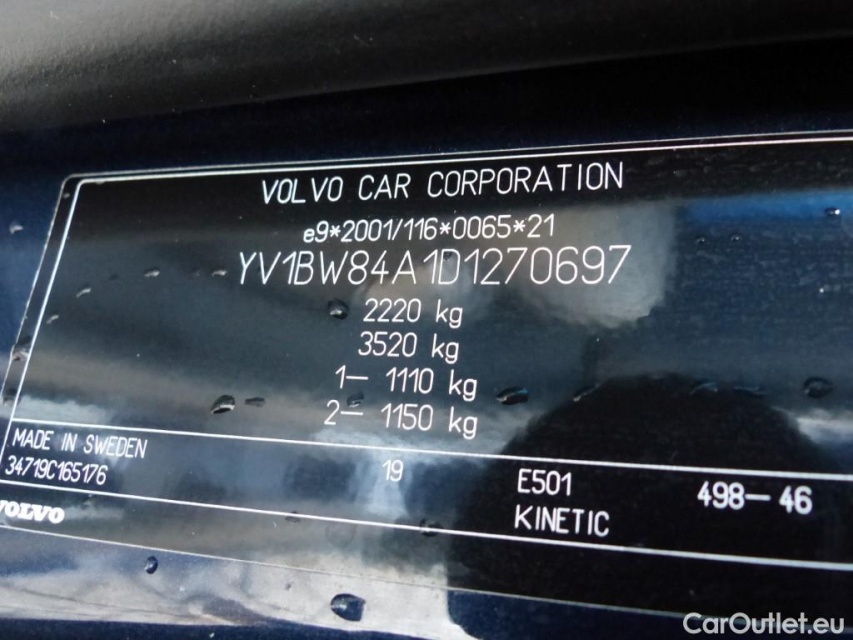 VOLVO CAR CORPORATION
e9*2001/116*0065*21
YV1BW84A1D1270697
2220 kg
3520 kg
1- 1110 kg
2- 1150 kg
MADE IN SWEDEN
34719C165176
19
E501
498-46
KINETIC
VOLVO
CarOutlet.eu